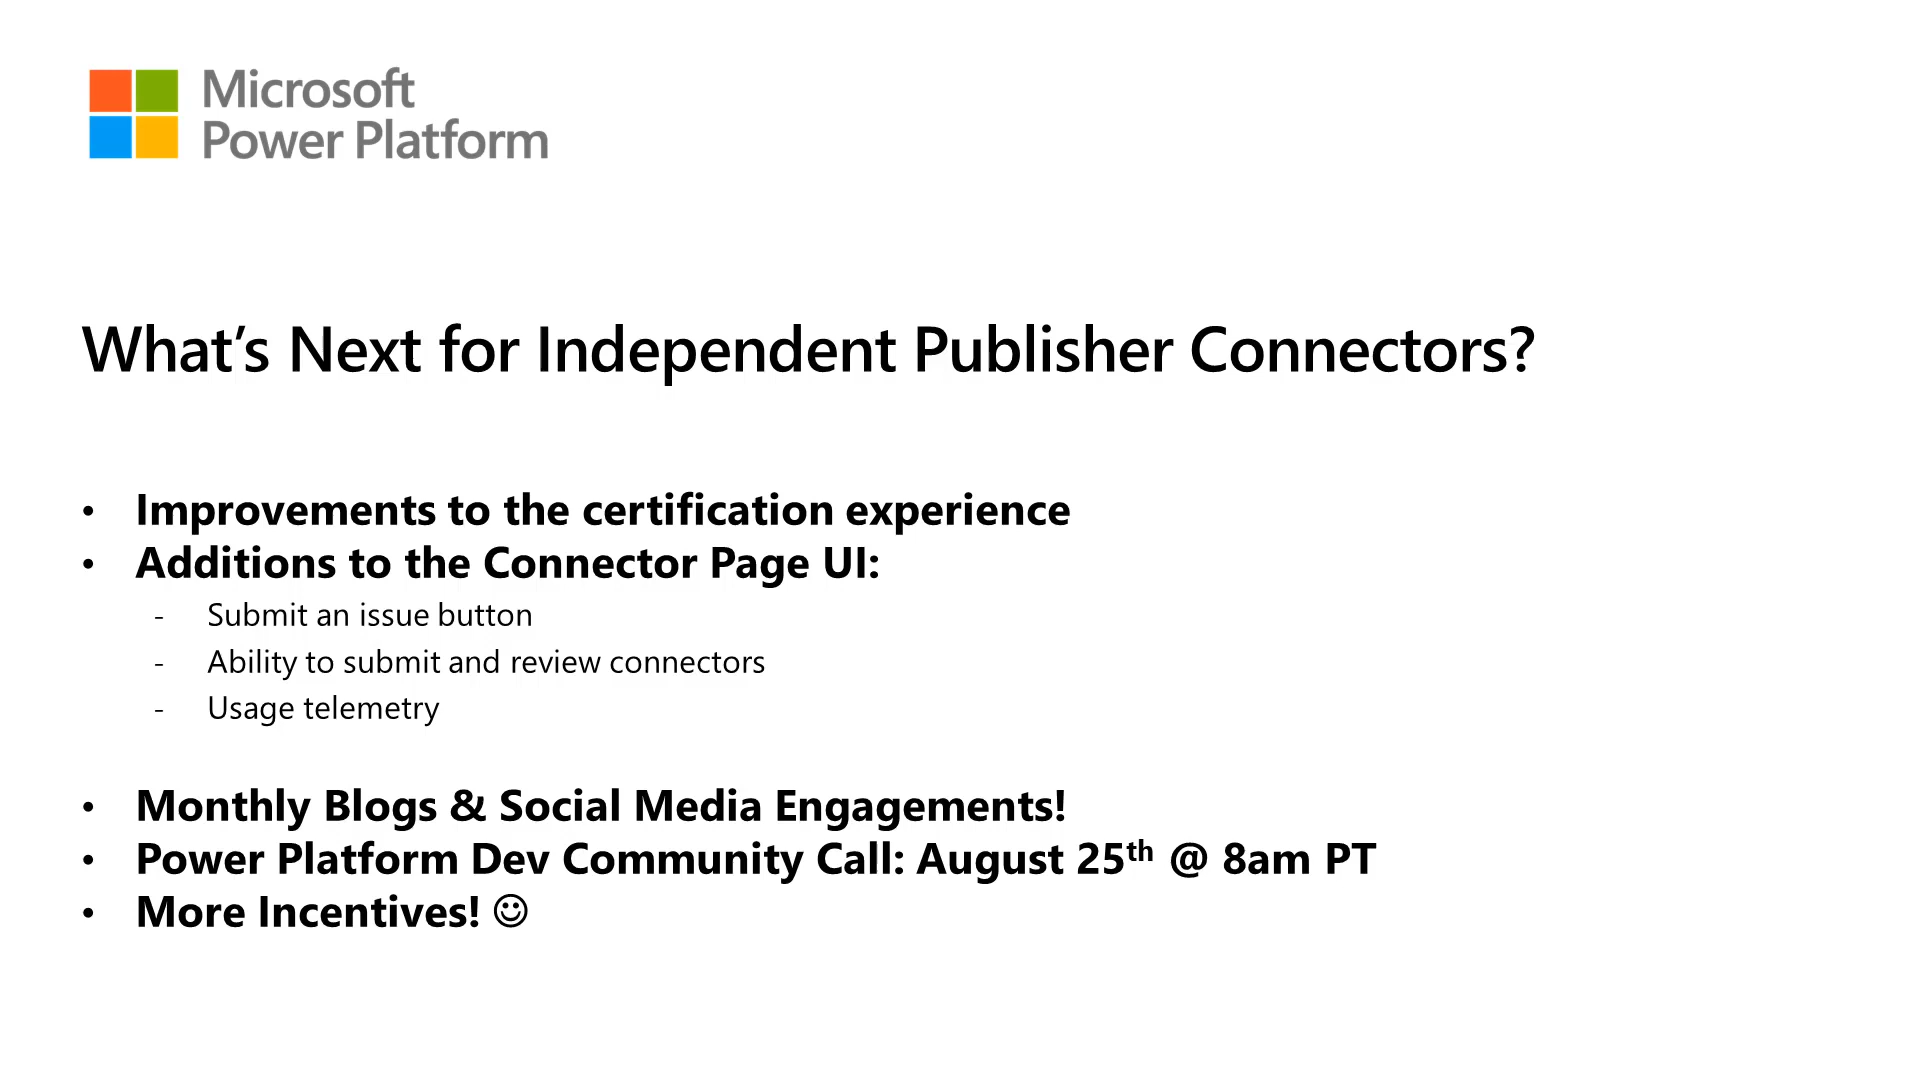 Microsoft
Power Platform
What’s Next for Independent Publisher Connectors?
• Improvements to the certification experience
• Additions to the Connector Page UI:
- Submit an issue button
- Ability to submit and review connectors
- Usage telemetry
• Monthly Blogs & Social Media Engagements!
• Power Platform Dev Community Call: August 25th @ 8am PT
• More Incentives! ☺